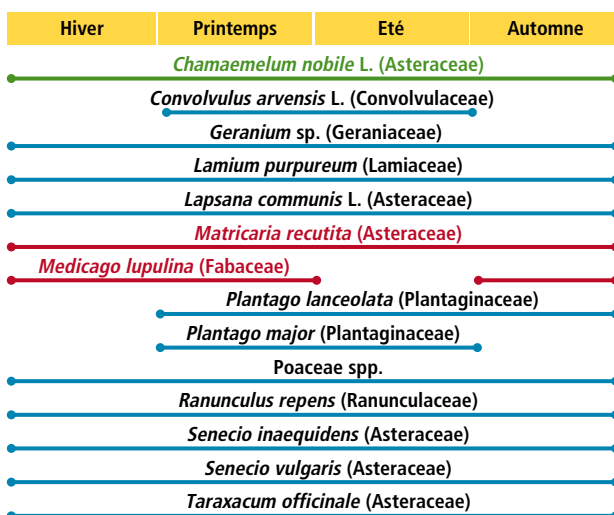 Hiver Printemps Eté Automne
Chamaemelum nobile L. (Asteraceae)
Convolvulus arvensis L. (Convolvulaceae)
Geranium sp. (Geraniaceae)
Lamium purpureum (Lamiaceae)
Lapsana communis L. (Asteraceae)
Matricaria recutita (Asteraceae)
Medicago lupulina (Fabaceae)
Plantago lanceolata (Plantaginaceae)
Plantago major (Plantaginaceae)
Poaceae spp.
Ranunculus repens (Ranunculaceae)
Senecio inaequidens (Asteraceae)
Senecio vulgaris (Asteraceae)
Taraxacum officinale (Asteraceae)